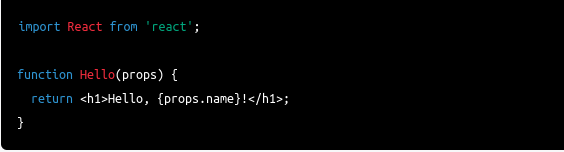 import React from 'react';
function Hello(props) {
return <h1>Hello, {props.name}!</h1>;
}